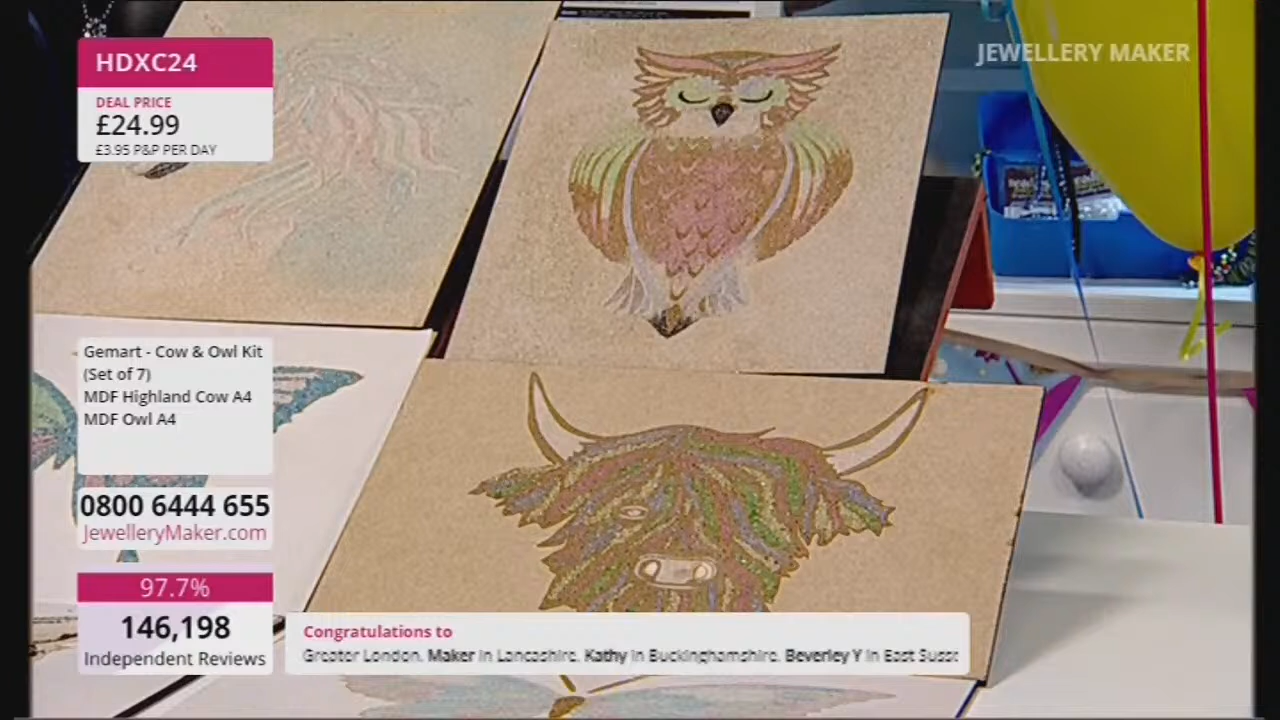 HDXC24
DEAL PRICE
£24.99
£3.95 P&P PER DAY
JEWELLERY MAKER
Gemart - Cow & Owl Kit
(Set of 7)
MDF Highland Cow A4
MDF Owl A4
0800 6444 655
JewelleryMaker.com
97.7%
146,198
Independent Reviews
Congratulations to
Greater London. Maker in Lancashire. Kathy in Buckinghamshire. Beverley Y in East